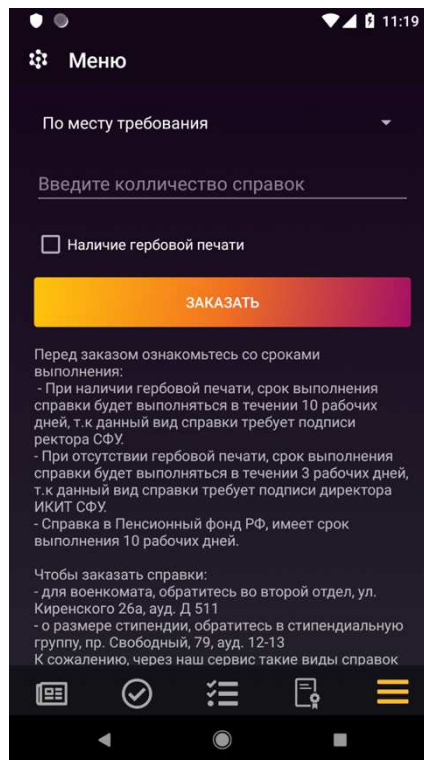 11:19
Меню
По месту требования
Введите колличество справок
Наличие гербовой печати
ЗАКАЗАТЬ
Перед заказом ознакомьтесь со сроками
выполнения:
- При наличии гербовой печати, срок выполнения
справки будет выполняться в течении 10 рабочих
дней, т.к данный вид справки требует подписи
ректора СФУ.
- При отсутствии гербовой печати, срок выполнения
справки будет выполняться в течении 3 рабочих дней,
т.к данный вид справки требует подписи директора
ИКИТ СФУ.
- Справка в Пенсионный фонд РФ, имеет срок
выполнения 10 рабочих дней.
Чтобы заказать справки:
- для военкомата, обратитесь во второй отдел, ул.
Киренского 26а, ауд. Д 511
- о размере стипендии, обратитесь в стипендиальную
группу, пр. Свободный, 79, ауд. 12-13
К сожалению, через наш сервис такие виды справок